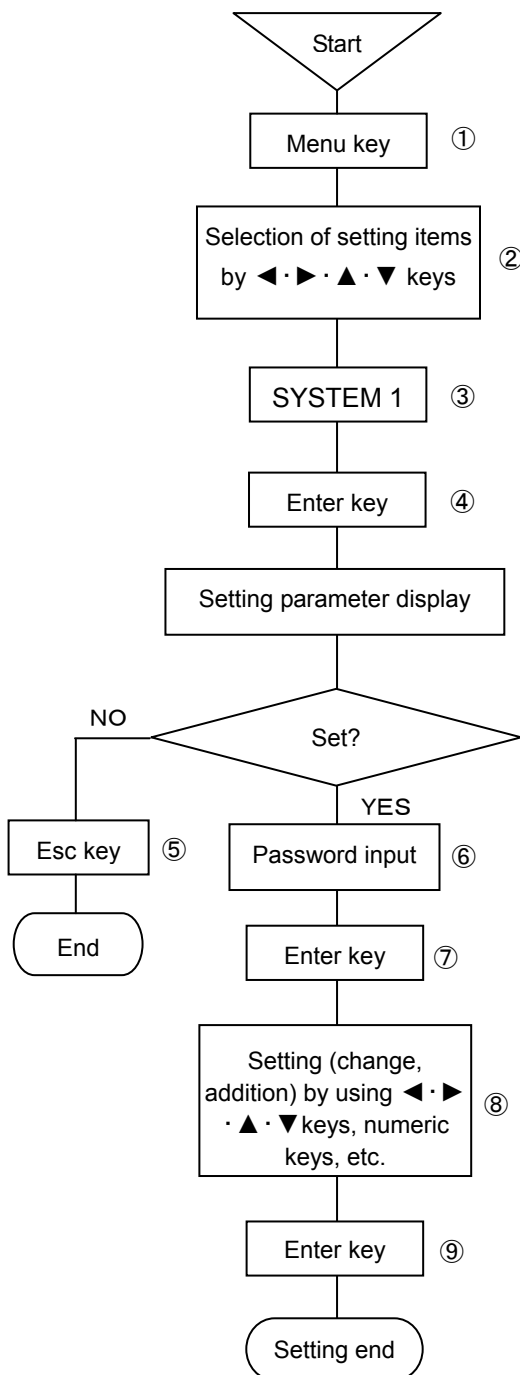 Start
Menu key ①
Selection of setting items
by ◀・▶・▲・▼ keys ②
SYSTEM 1 ③
Enter key ④
Setting parameter display
NO
Set?
YES
Esc key ⑤
Password input ⑥
End
Enter key ⑦
Setting (change,
addition) by using ◀・▶
・▲・▼keys, numeric
keys, etc. ⑧
Enter key ⑨
Setting end